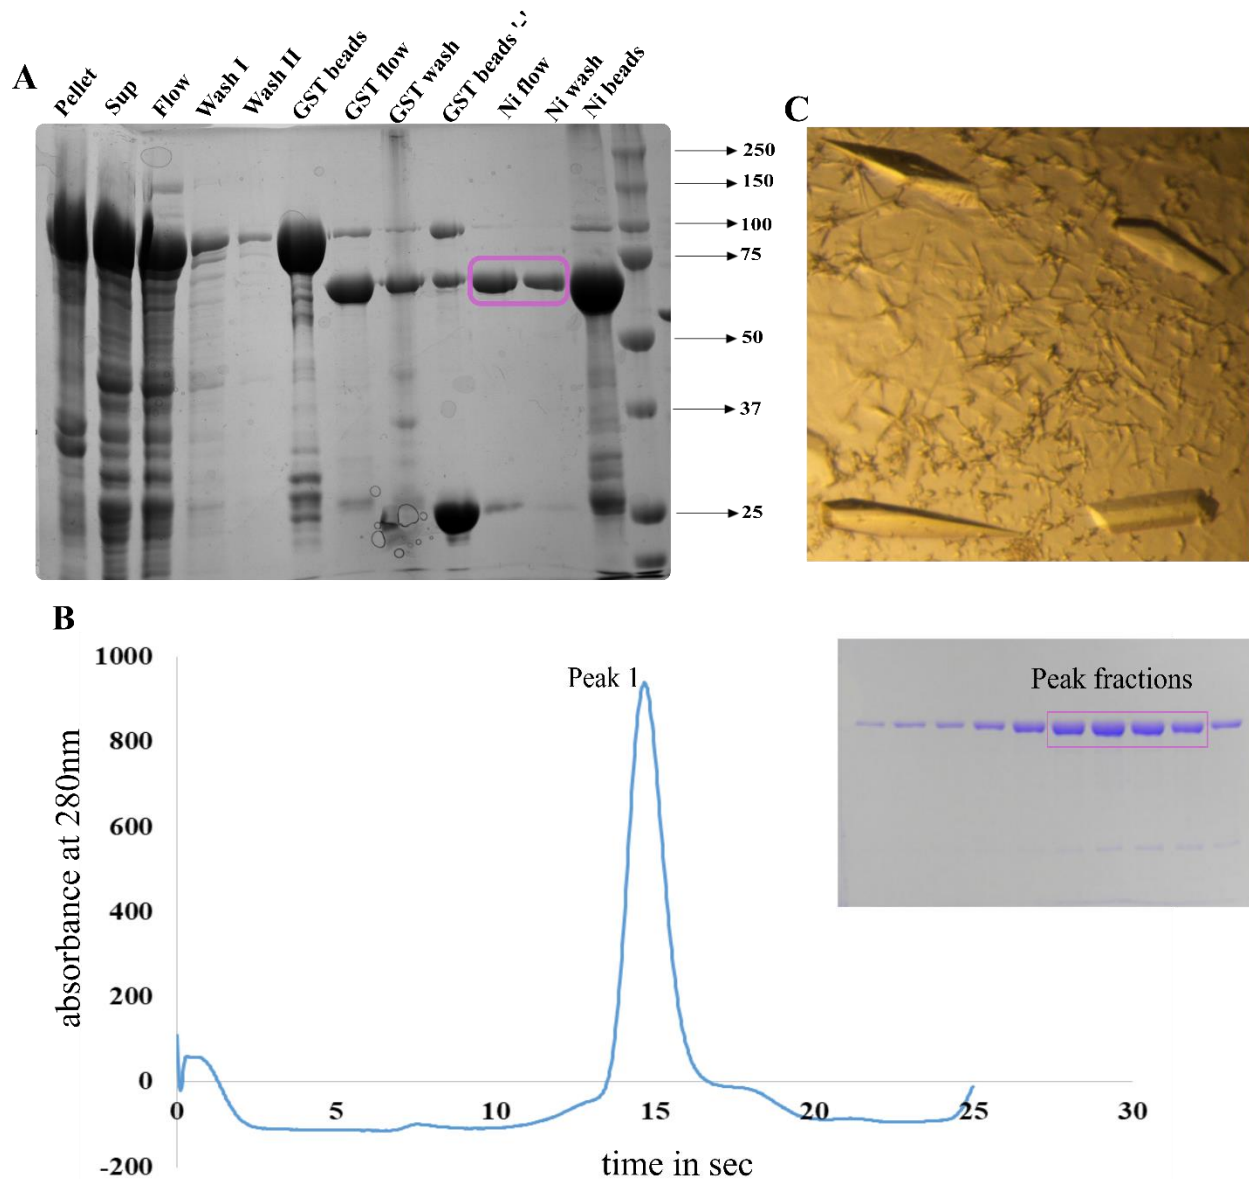 A
Pellet
Sup
Flow
Wash I
Wash II
GST beads
GST flow
GST wash
GST beads '-'
Ni flow
Ni wash
Ni beads
250
150
100
75
50
37
25
C
B
1000
800
600
400
200
0
-200
absorbance at 280nm
Peak 1
Peak fractions
0 5 10 15 20 25 30
time in sec